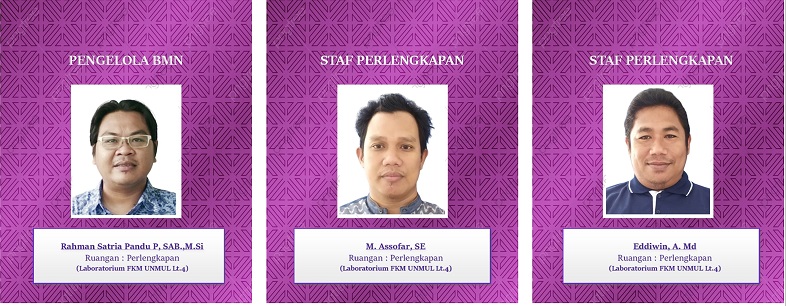 PENGELOLA BMN
Rahman Satria Pandu P, SAB.,M.Si
Ruangan : Perlengkapan
(Laboratorium FKM UNMUL Lt.4)
STAF PERLENGKAPAN
M. Assofar, SE
Ruangan : Perlengkapan
(Laboratorium FKM UNMUL Lt.4)
STAF PERLENGKAPAN
Eddiwin, A. Md
Ruangan : Perlengkapan
(Laboratorium FKM UNMUL Lt.4)